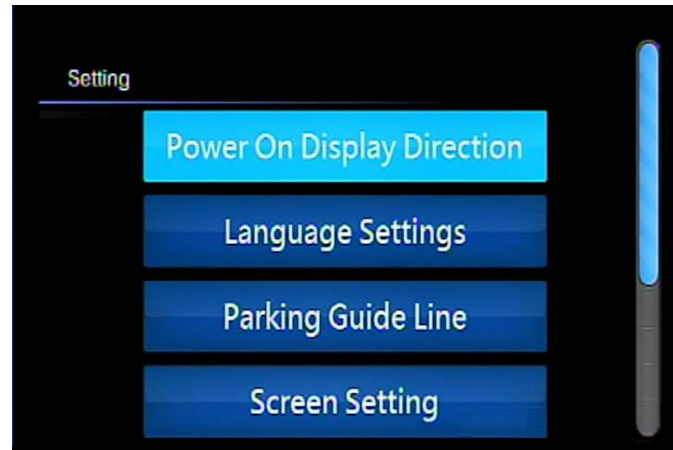 Setting
Power On Display Direction
Language Settings
Parking Guide Line
Screen Setting